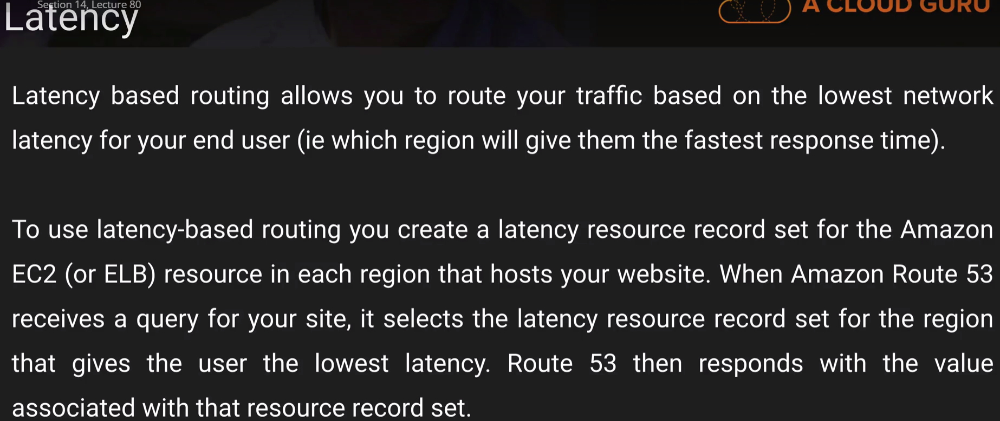 Section 14, Lecture 80
Latency
A CLOUD GURU
Latency based routing allows you to route your traffic based on the lowest network
latency for your end user (ie which region will give them the fastest response time).
To use latency-based routing you create a latency resource record set for the Amazon
EC2 (or ELB) resource in each region that hosts your website. When Amazon Route 53
receives a query for your site, it selects the latency resource record set for the region
that gives the user the lowest latency. Route 53 then responds with the value
associated with that resource record set.